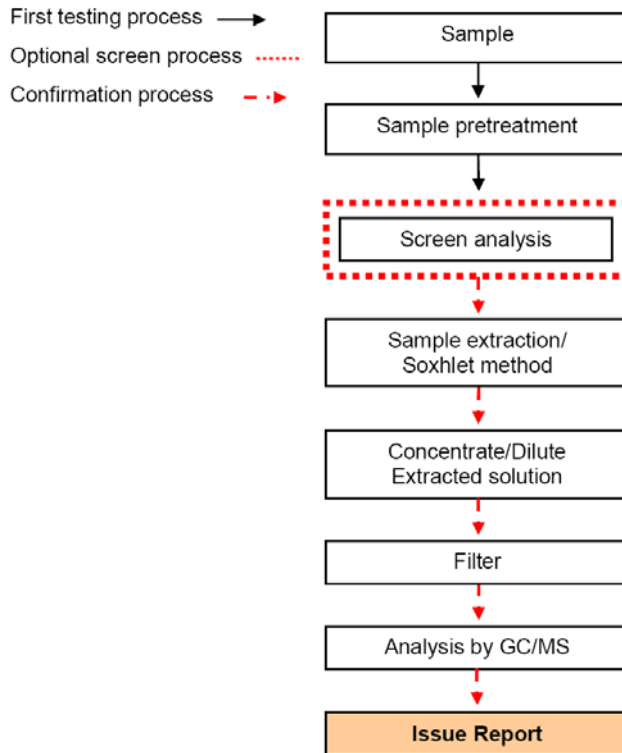 First testing process
Optional screen process
Confirmation process
Sample
Sample pretreatment
Screen analysis
Sample extraction/
Soxhlet method
Concentrate/Dilute
Extracted solution
Filter
Analysis by GC/MS
Issue Report